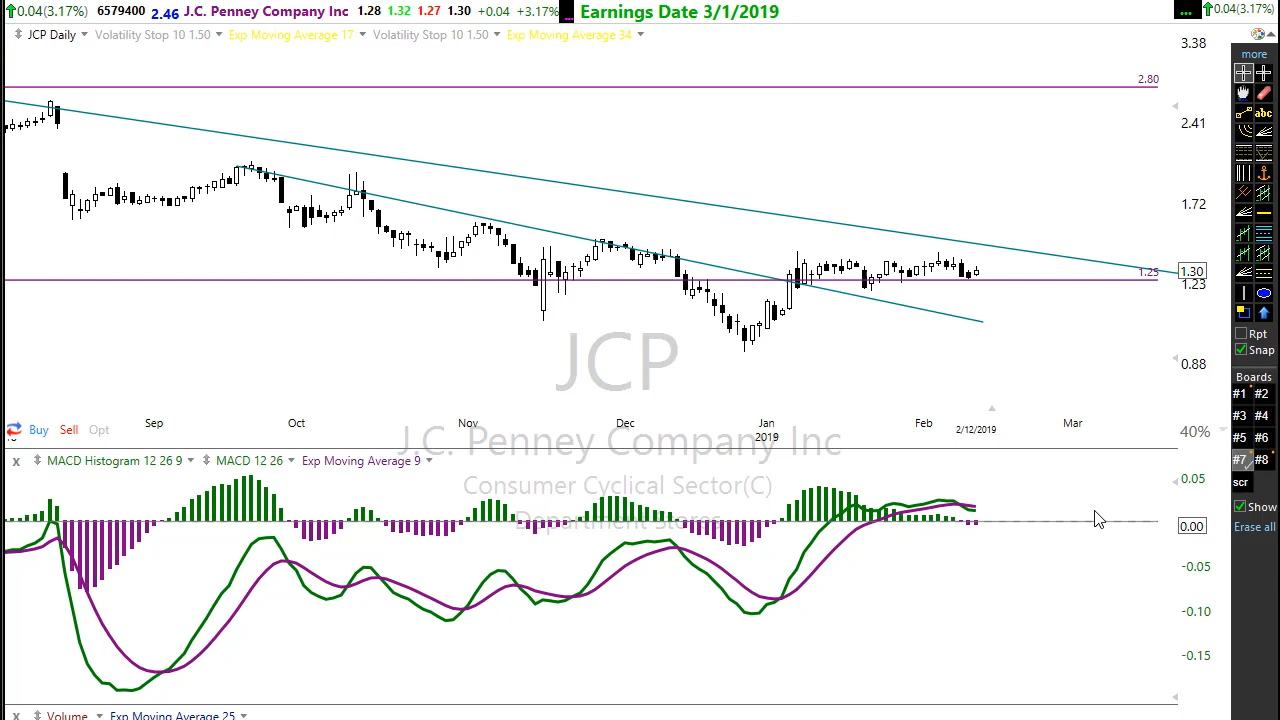 0.04(3.17%) 6579400 2.46 J.C. Penney Company Inc 1.28 1.32 1.27 1.30 +0.04 +3.17% ... Earnings Date 3/1/2019 ... 0.04(3.17%)
JCP Daily Volatility Stop 10 1.50 Exp Moving Average 17 Volatility Stop 10 1.50 Exp Moving Average 34
more
3.38
2.80
abc
2.41
1.72
1.25
1.30
1.23
Rpt
Snap
JCP
0.88
Boards
#1 #2
#3 #4
Sep Oct Nov Dec Jan Feb Mar
2019
2/12/2019
Buy Sell Opt
40%
#5 #6
J.C. Penney Company Inc
x MACD Histogram 12 26 9 MACD 12 26 Exp Moving Average 9
#7 #8
0.05
scr
Consumer Cyclical Sector(C)
Department Stores
Show
0.00
Erase all
-0.05
-0.10
-0.15
x Volume Exp Moving Average 25